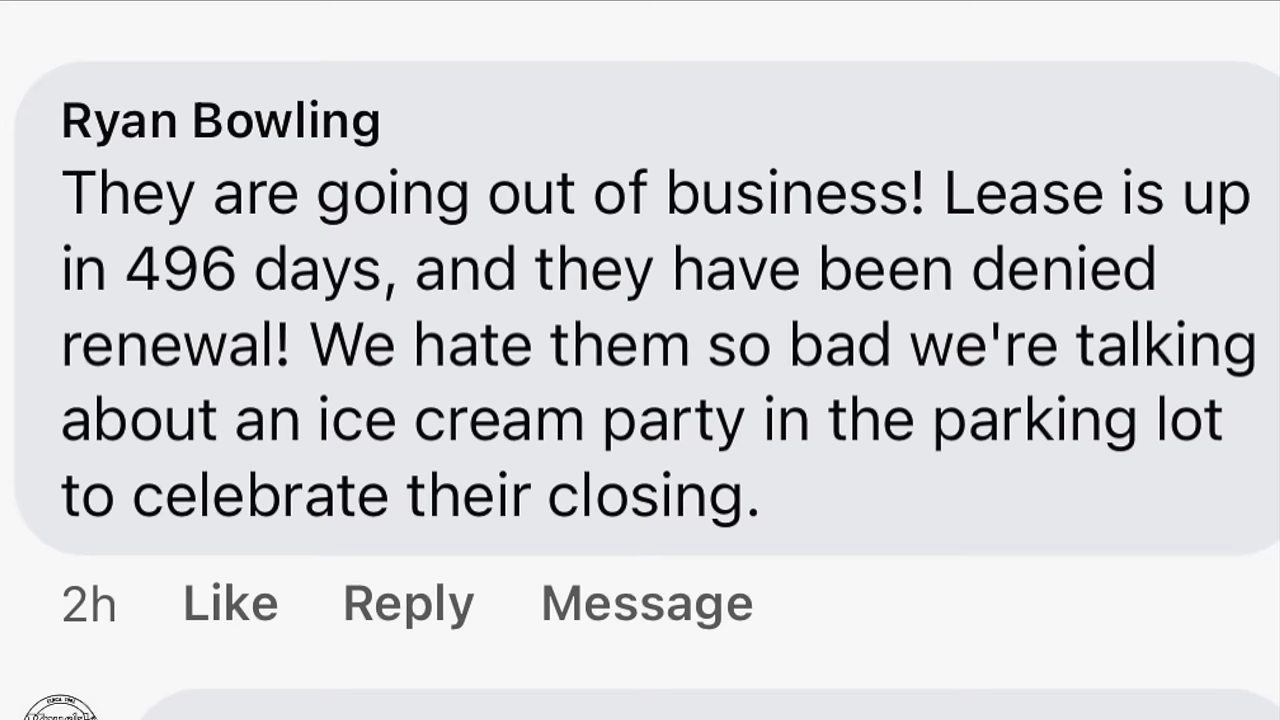 Ryan Bowling
They are going out of business! Lease is up
in 496 days, and they have been denied
renewal! We hate them so bad we're talking
about an ice cream party in the parking lot
to celebrate their closing.
2h Like Reply Message